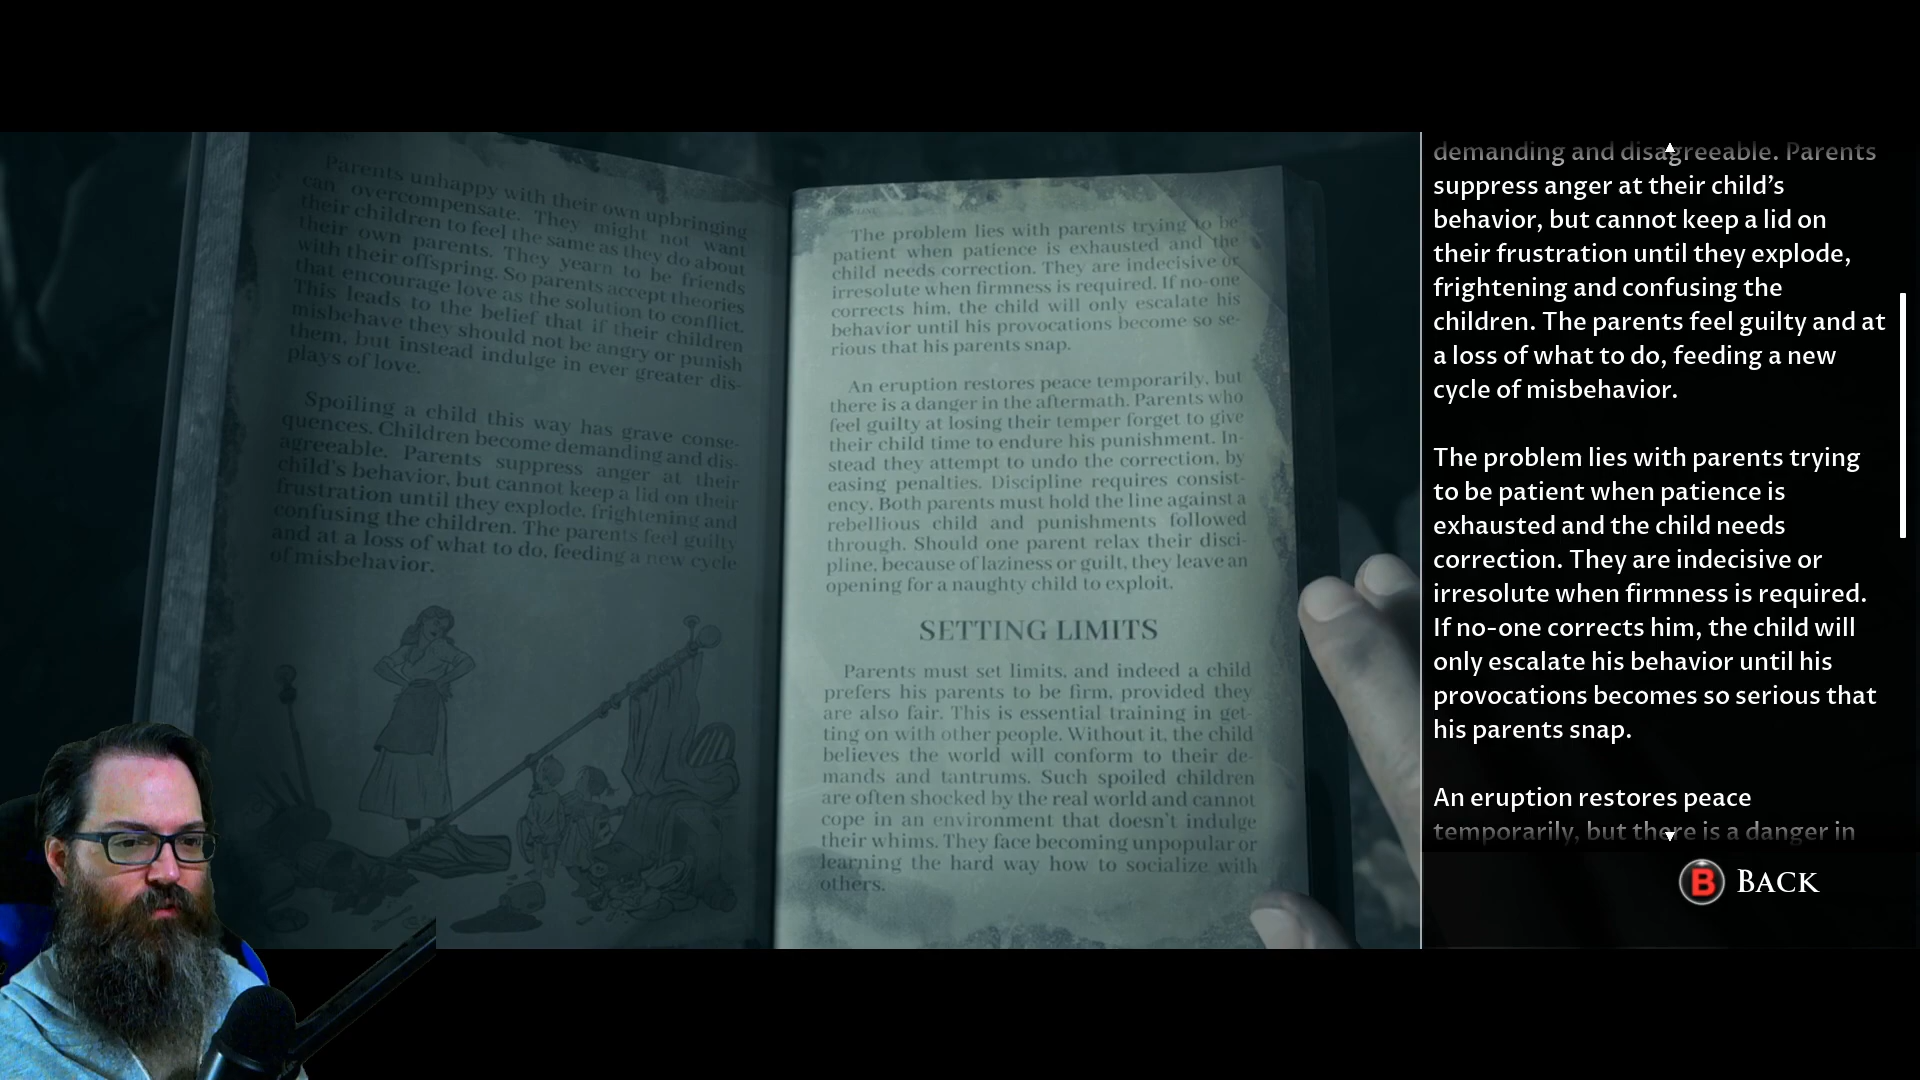 Parents unhappy with their own upbringing
can overcompensate. They might not want
their children to feel the same as they do about
their own parents. They yearn to be friends
with their offspring. So parents accept theories
that encourage love as the solution to conflict.
This leads to the belief that if their children
misbehave they should not be angry or punish
them, but instead indulge in ever greater dis-
plays of love.
Spoiling a child this way has grave conse-
quences. Children become demanding and dis-
agreeable. Parents suppress anger at their
child's behavior, but cannot keep a lid on their
frustration until they explode, frightening and
confusing the children. The parents feel guilty
and at a loss of what to do, feeding a new cycle
of misbehavior.
The problem lies with parents trying to be
patient when patience is exhausted and the
child needs correction. They are indecisive or
irresolute when firmness is required. If no-one
corrects him, the child will only escalate his
behavior until his provocations become so se-
rious that his parents snap.
An eruption restores peace temporarily, but
there is a danger in the aftermath. Parents who
feel guilty at losing their temper forget to give
their child time to endure his punishment. In-
stead they attempt to undo the correction, by
easing penalties. Discipline requires consist-
ency. Both parents must hold the line against a
rebellious child and punishments followed
through. Should one parent relax their disci-
pline, because of laziness or guilt, they leave an
opening for a naughty child to exploit.
SETTING LIMITS
Parents must set limits, and indeed a child
prefers his parents to be firm, provided they
are also fair. This is essential training in get-
ting on with other people. Without it, the child
believes the world will conform to their de-
mands and tantrums. Such spoiled children
are often shocked by the real world and cannot
cope in an environment that doesn't indulge
their whims. They face becoming unpopular or
learning the hard way how to socialize with
others.
demanding and disagreeable. Parents
suppress anger at their child's
behavior, but cannot keep a lid on
their frustration until they explode,
frightening and confusing the
children. The parents feel guilty and at
a loss of what to do, feeding a new
cycle of misbehavior.
The problem lies with parents trying
to be patient when patience is
exhausted and the child needs
correction. They are indecisive or
irresolute when firmness is required.
If no-one corrects him, the child will
only escalate his behavior until his
provocations becomes so serious that
his parents snap.
An eruption restores peace
temporarily, but there is a danger in
B BACK